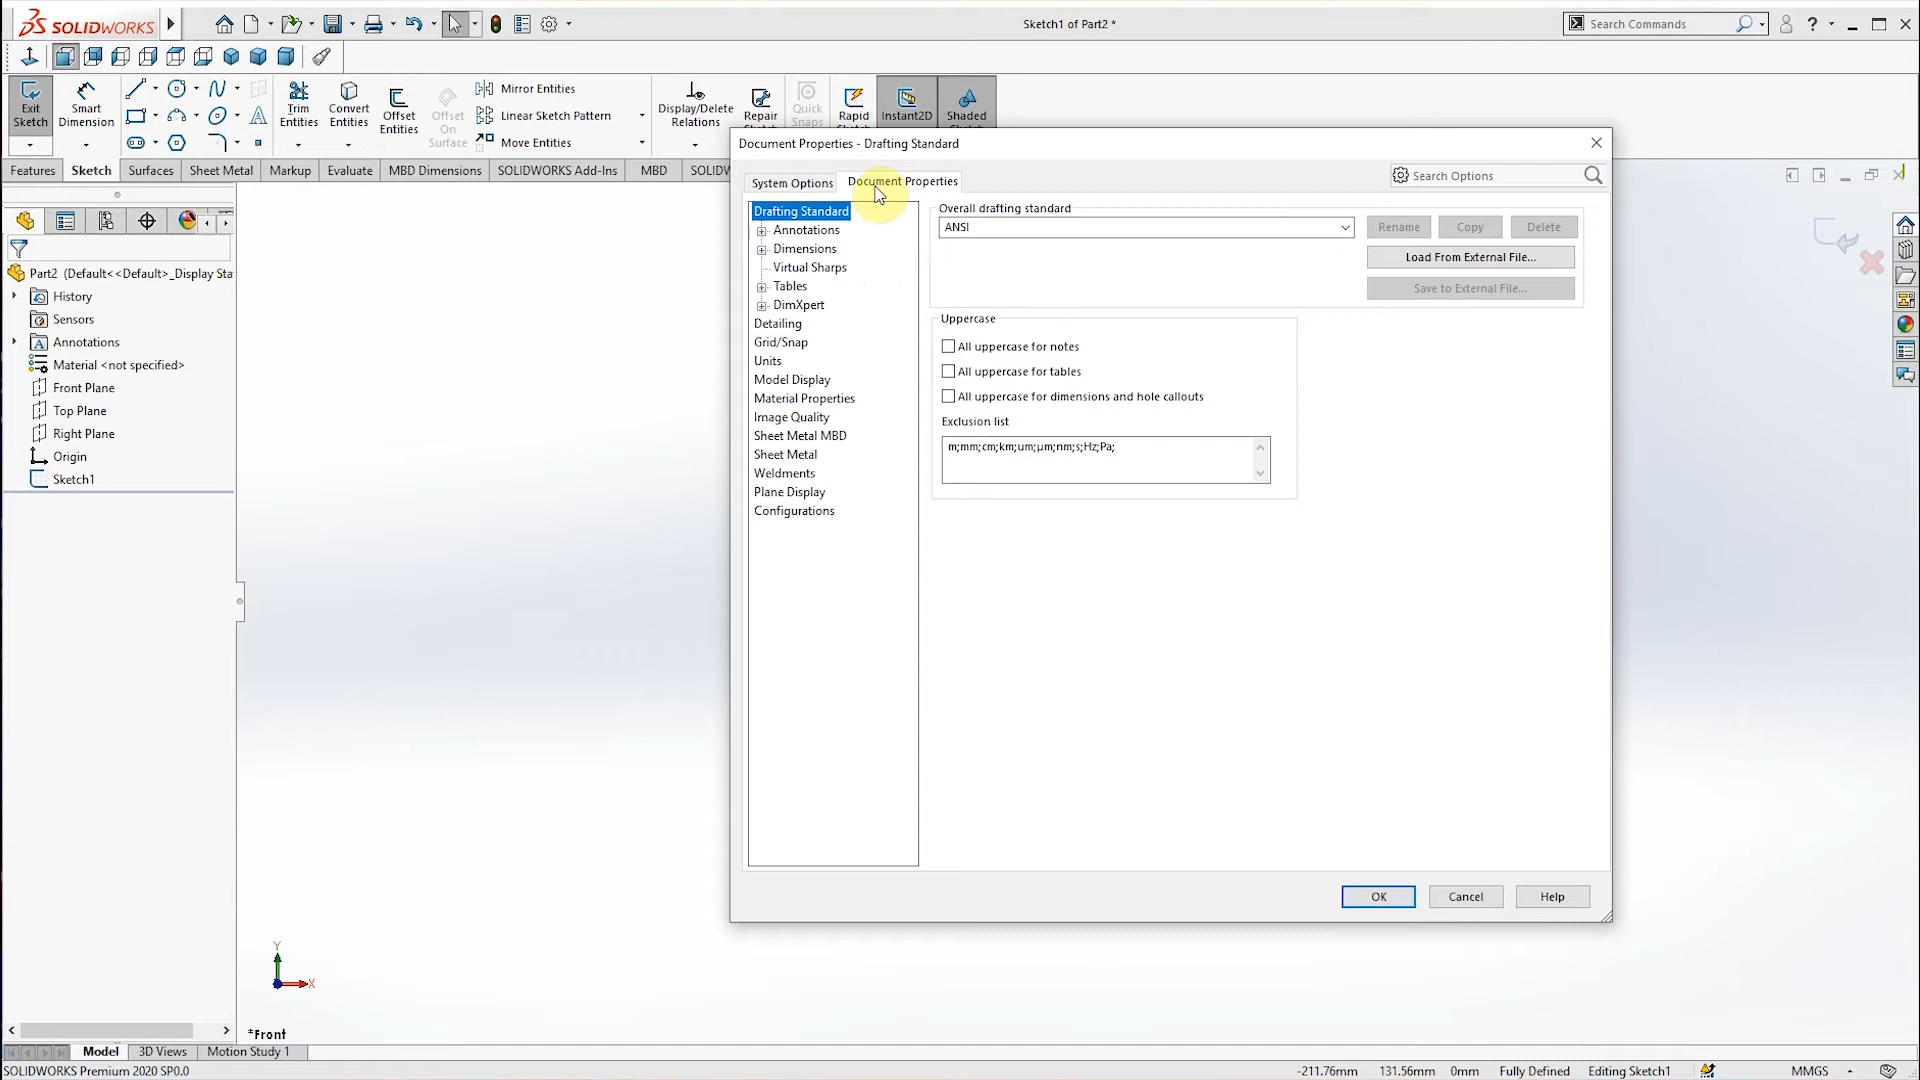 SOLIDWORKS
Sketch1 of Part2 *
Search Commands
Exit Sketch
Smart Dimension
Trim Entities
Convert Entities
Offset Entities
Offset On Surface
Mirror Entities
Linear Sketch Pattern
Move Entities
Display/Delete Relations
Repair
Quick Snaps
Rapid
Instant2D
Shaded
Features
Sketch
Surfaces
Sheet Metal
Markup
Evaluate
MBD Dimensions
SOLIDWORKS Add-Ins
MBD
SOLIDW
Part2 (Default<<Default>_Display Sta
History
Sensors
Annotations
Material <not specified>
Front Plane
Top Plane
Right Plane
Origin
Sketch1
Document Properties - Drafting Standard
System Options
Document Properties
Search Options
Drafting Standard
Annotations
Dimensions
Virtual Sharps
Tables
DimXpert
Detailing
Grid/Snap
Units
Model Display
Material Properties
Image Quality
Sheet Metal MBD
Sheet Metal
Weldments
Plane Display
Configurations
Overall drafting standard
ANSI
Rename
Copy
Delete
Load From External File...
Save to External File...
Uppercase
All uppercase for notes
All uppercase for tables
All uppercase for dimensions and hole callouts
Exclusion list
m;mm;cm;km;um;µm;nm;s;Hz;Pa;
OK
Cancel
Help
Y
X
*Front
Model
3D Views
Motion Study 1
SOLIDWORKS Premium 2020 SP0.0
-211.76mm
131.56mm
0mm
Fully Defined
Editing Sketch1
MMGS